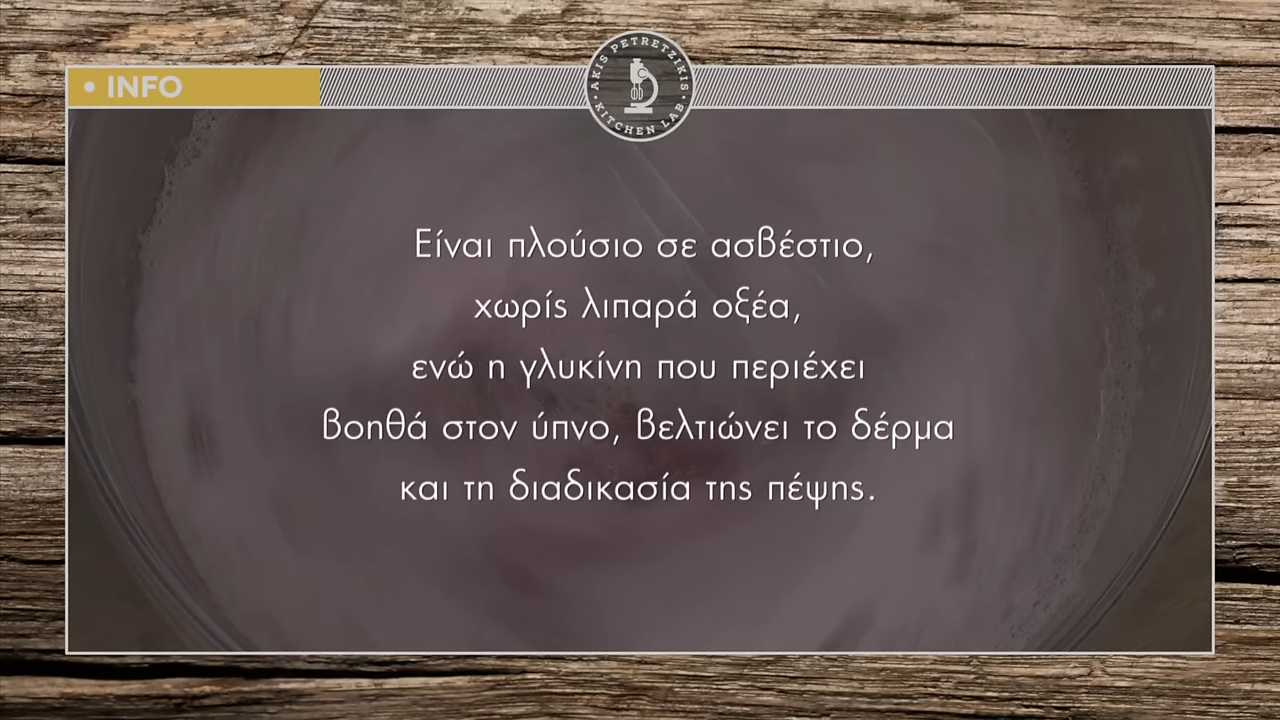 • INFO
AKIS PETRETZIKIS
• KITCHEN LAB •
Είναι πλούσιο σε ασβέστιο,
χωρίς λιπαρά οξέα,
ενώ η γλυκίνη που περιέχει
βοηθά στον ύπνο, βελτιώνει το δέρμα
και τη διαδικασία της πέψης.